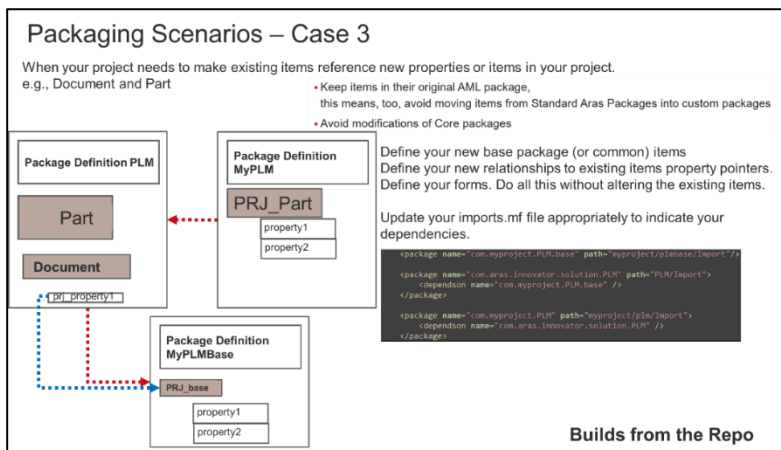 Packaging Scenarios – Case 3
When your project needs to make existing items reference new properties or items in your project.
e.g., Document and Part
▪ Keep items in their original AML package,
this means, too, avoid moving items from Standard Aras Packages into custom packages
▪ Avoid modifications of Core packages
Package Definition PLM
Part
Document
prj_property1
Package Definition
MyPLM
PRJ_Part
property1
property2
Package Definition
MyPLMBase
PRJ_base
property1
property2
Define your new base package (or common) items
Define your new relationships to existing items property pointers.
Define your forms. Do all this without altering the existing items.
Update your imports.mf file appropriately to indicate your
dependencies.
<package name="com.myproject.PLM.base" path="myproject/plmbase/Import"/>
<package name="com.aras.innovator.solution.PLM" path="PLM/Import">
<dependson name="com.myproject.PLM.base" />
</package>
<package name="com.myproject.PLM" path="myproject/plm/Import">
<dependson name="com.aras.innovator.solution.PLM" />
</package>
Builds from the Repo